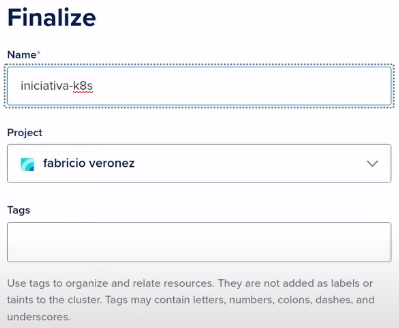 Finalize
Name*
iniciativa-k8s
Project
fabricio veronez
Tags
Use tags to organize and relate resources. They are not added as labels or
taints to the cluster. Tags may contain letters, numbers, colons, dashes, and
underscores.